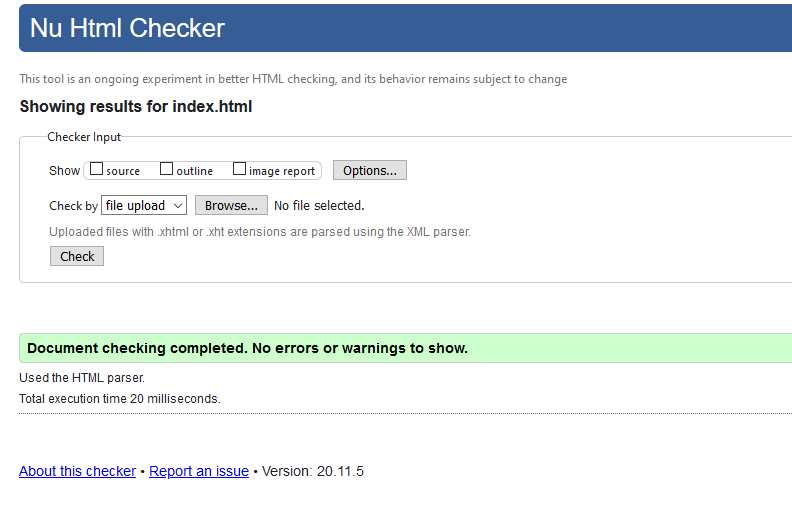 Nu Html Checker
This tool is an ongoing experiment in better HTML checking, and its behavior remains subject to change
Showing results for index.html
Checker Input
Show source outline image report Options...
Check by file upload Browse... No file selected.
Uploaded files with .xhtml or .xht extensions are parsed using the XML parser.
Check
Document checking completed. No errors or warnings to show.
Used the HTML parser.
Total execution time 20 milliseconds.
About this checker • Report an issue • Version: 20.11.5